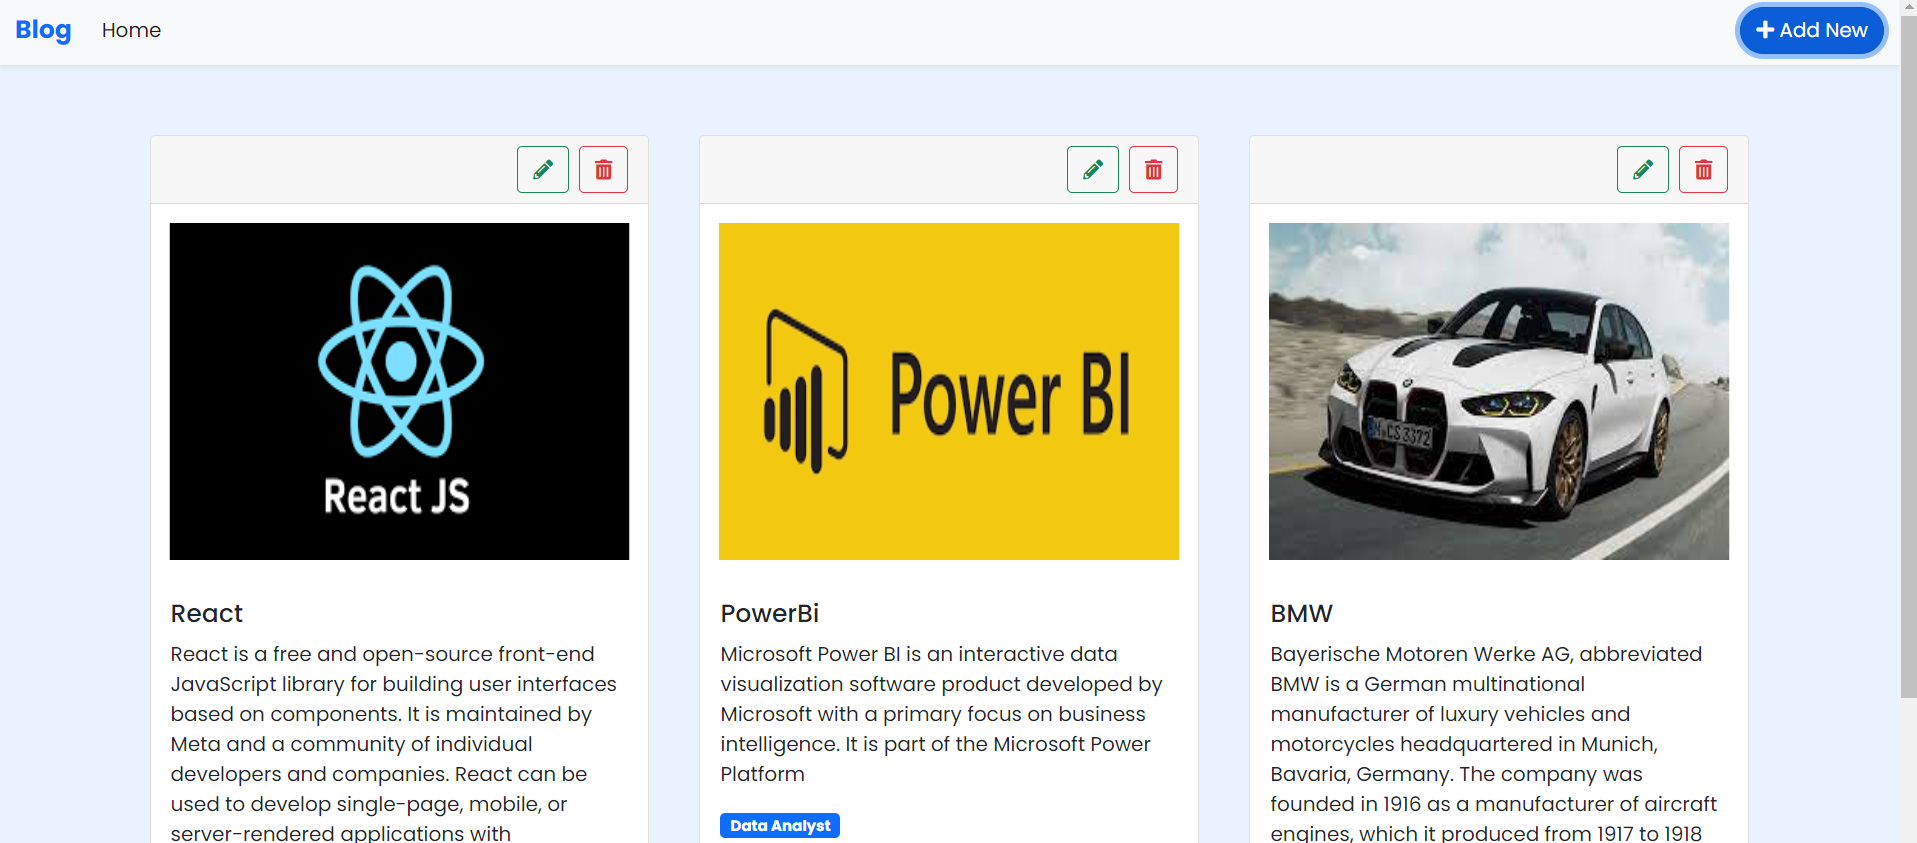 Blog
Home
Add New
React JS
Power BI
M CS 3372
React
React is a free and open-source front-end
JavaScript library for building user interfaces
based on components. It is maintained by
Meta and a community of individual
developers and companies. React can be
used to develop single-page, mobile, or
server-rendered applications with
PowerBi
Microsoft Power BI is an interactive data
visualization software product developed by
Microsoft with a primary focus on business
intelligence. It is part of the Microsoft Power
Platform
Data Analyst
BMW
Bayerische Motoren Werke AG, abbreviated
BMW is a German multinational
manufacturer of luxury vehicles and
motorcycles headquartered in Munich,
Bavaria, Germany. The company was
founded in 1916 as a manufacturer of aircraft
engines, which it produced from 1917 to 1918